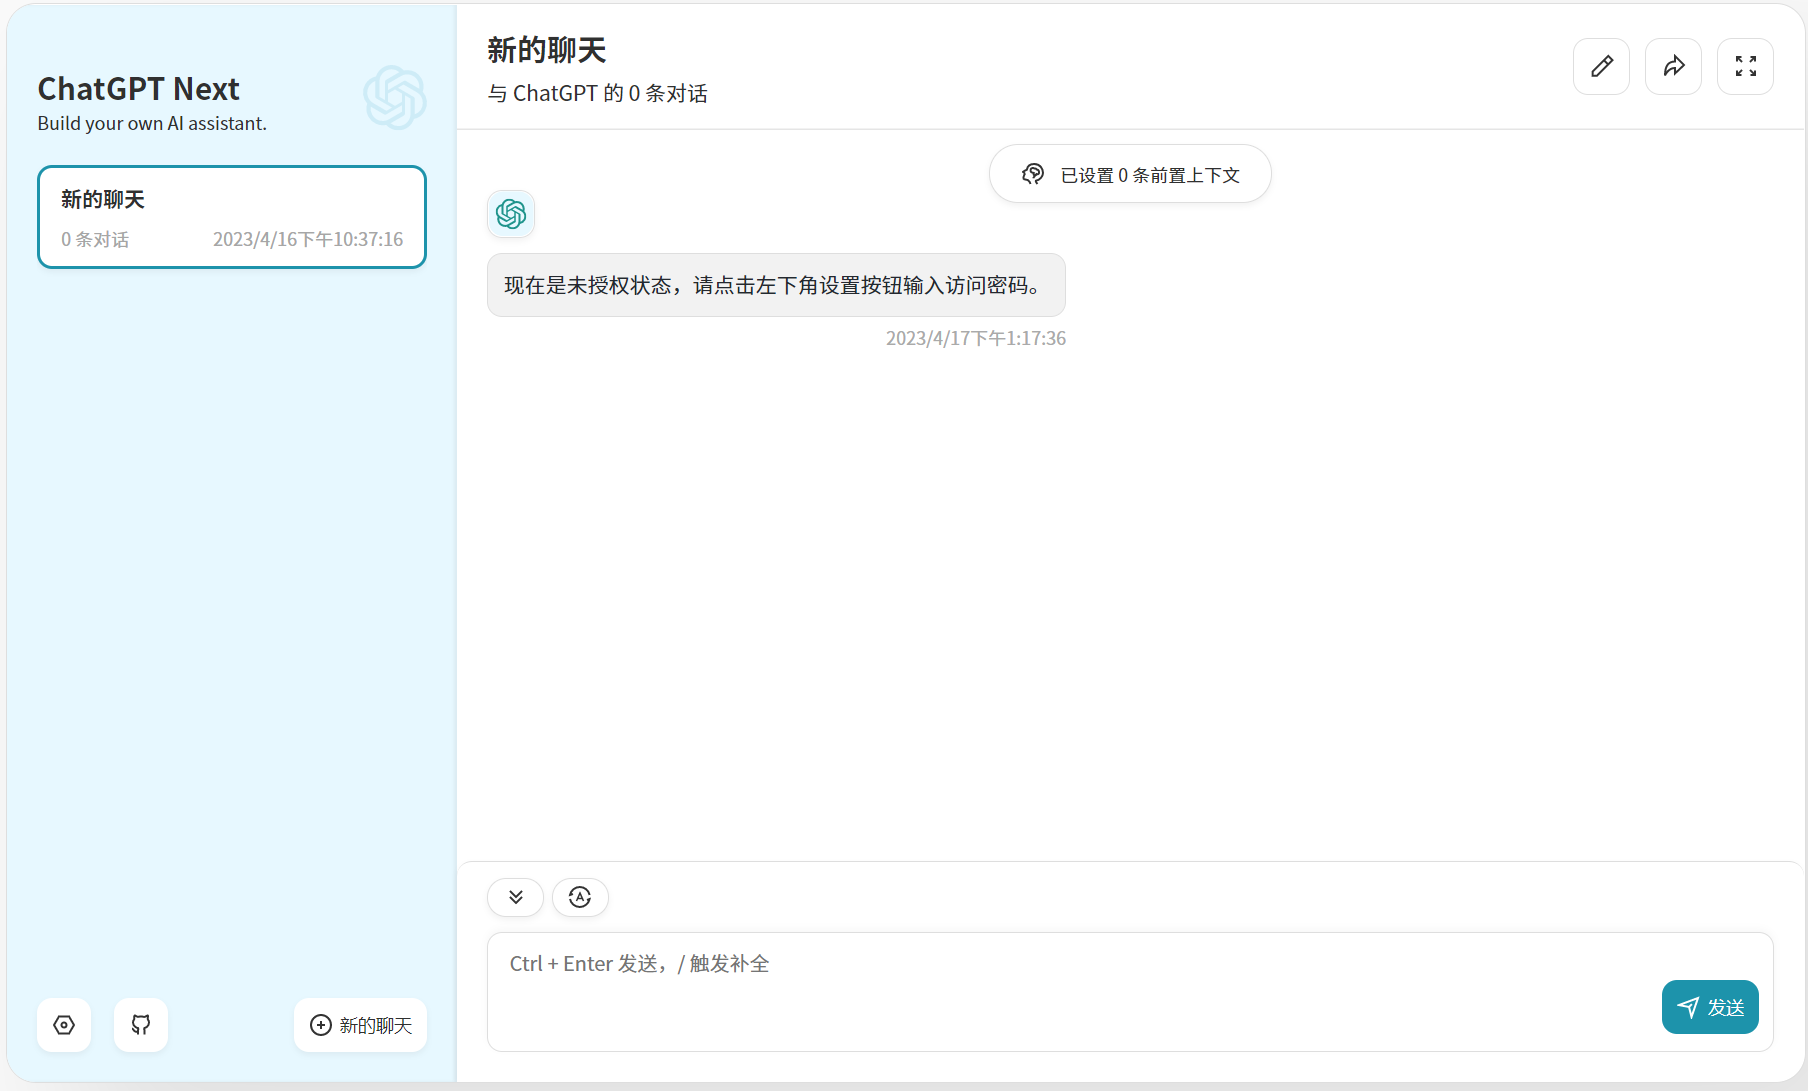 ChatGPT Next
Build your own AI assistant.
新的聊天
0 条对话
2023/4/16下午10:37:16
新的聊天
新的聊天
与 ChatGPT 的 0 条对话
已设置 0 条前置上下文
现在是未授权状态，请点击左下角设置按钮输入访问密码。
2023/4/17下午1:17:36
Ctrl + Enter 发送，/ 触发补全
发送